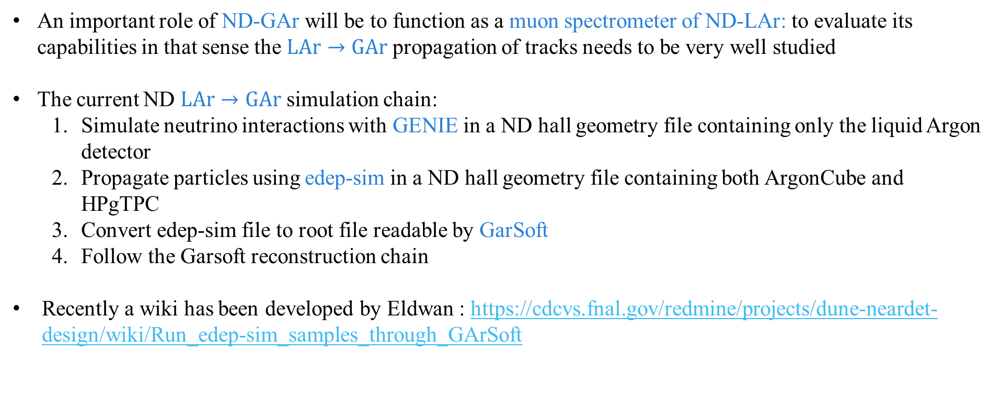 • An important role of ND-GAr will be to function as a muon spectrometer of ND-LAr: to evaluate its
capabilities in that sense the LAr → GAr propagation of tracks needs to be very well studied
• The current ND LAr → GAr simulation chain:
1. Simulate neutrino interactions with GENIE in a ND hall geometry file containing only the liquid Argon
detector
2. Propagate particles using edep-sim in a ND hall geometry file containing both ArgonCube and
HPgTPC
3. Convert edep-sim file to root file readable by GarSoft
4. Follow the Garsoft reconstruction chain
• Recently a wiki has been developed by Eldwan : https://cdcvs.fnal.gov/redmine/projects/dune-neardet-
design/wiki/Run_edep-sim_samples_through_GArSoft